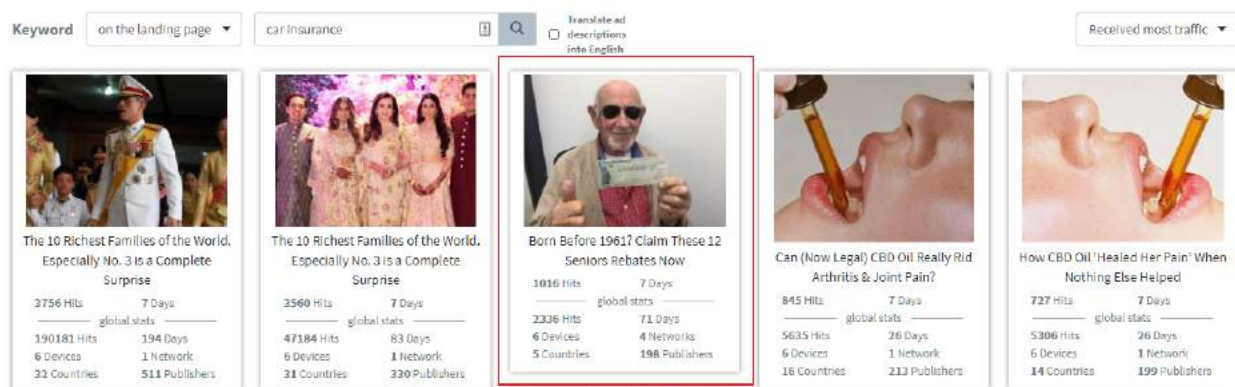 Keyword
on the landing page
car insurance
Translate ad
descriptions
into English
Received most traffic
The 10 Richest Families of the World.
Especially No. 3 is a Complete
Surprise
3756 Hits 7 Days
global stats
190181 Hits 194 Days
6 Devices 1 Network
32 Countries 511 Publishers
The 10 Richest Families of the World.
Especially No. 3 is a Complete
Surprise
3560 Hits 7 Days
global stats
47184 Hits 83 Days
6 Devices 1 Network
31 Countries 330 Publishers
Born Before 1961? Claim These 12
Seniors Rebates Now
1016 Hits 7 Days
global stats
2336 Hits 71 Days
6 Devices 4 Networks
5 Countries 198 Publishers
Can (Now Legal) CBD Oil Really Rid
Arthritis & Joint Pain?
845 Hits 7 Days
global stats
5635 Hits 26 Days
6 Devices 1 Network
16 Countries 213 Publishers
How CBD Oil 'Healed Her Pain' When
Nothing Else Helped
727 Hits 7 Days
global stats
5306 Hits 26 Days
6 Devices 1 Network
14 Countries 199 Publishers